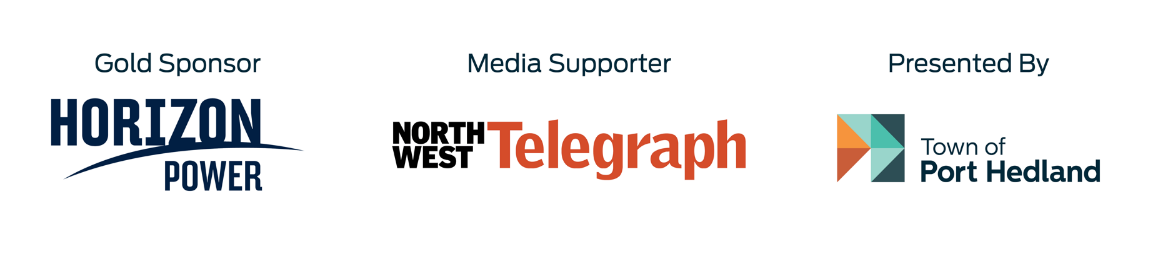 Gold Sponsor
HORIZON
POWER
Media Supporter
NORTH
WEST
Telegraph
Presented By
Town of
Port Hedland